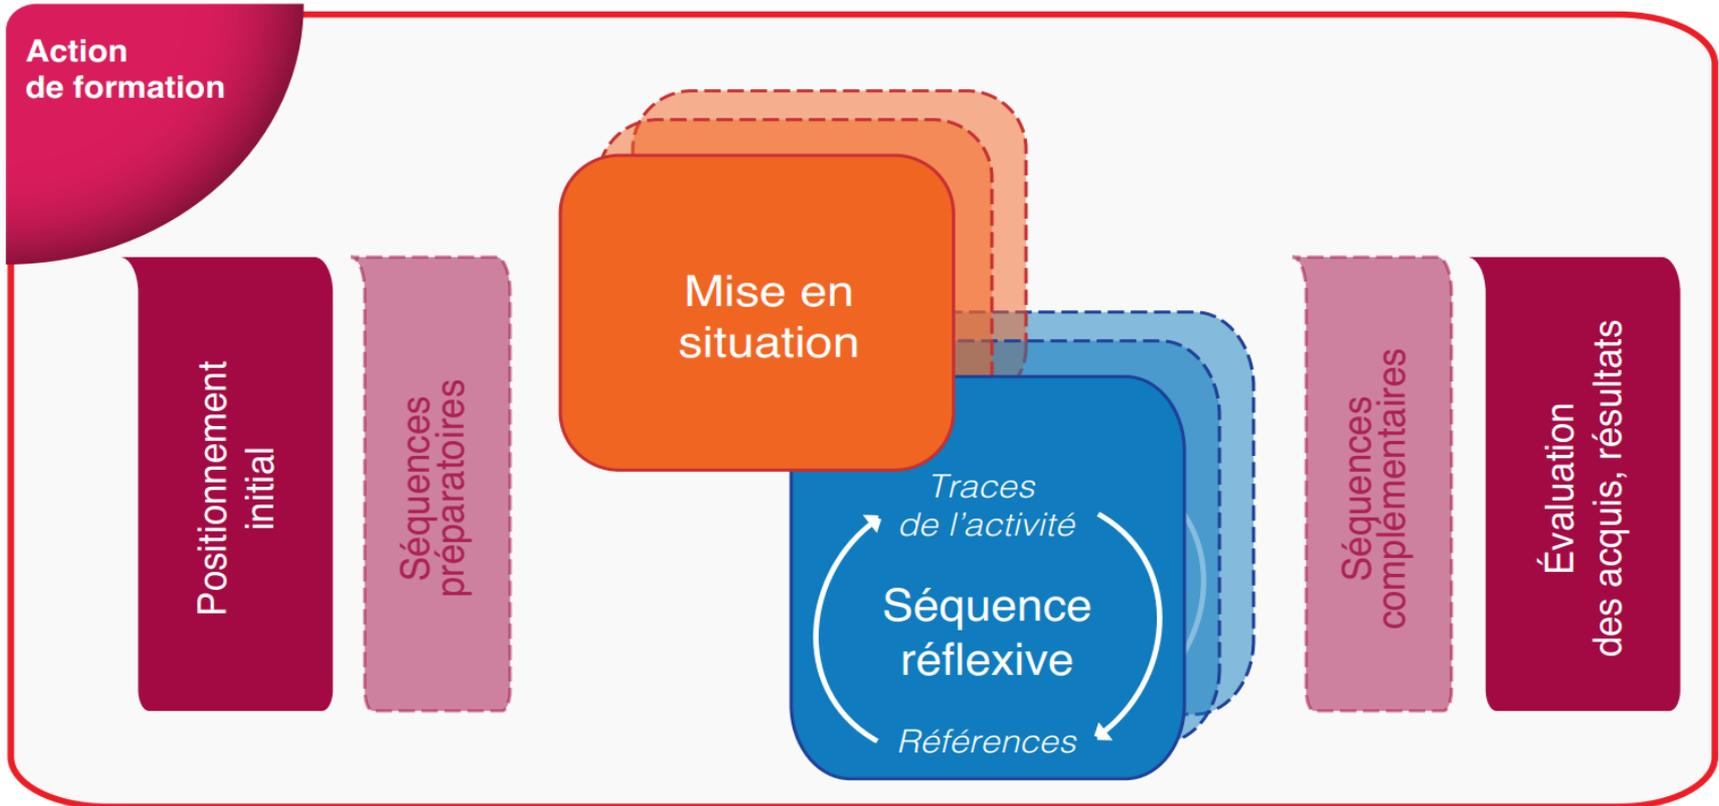 Action
de formation
Positionnement
initial
Séquences
préparatoires
Mise en
situation
Traces
de l'activité
Séquence
réflexive
Références
Séquences
complémentaires
Évaluation
des acquis, résultats